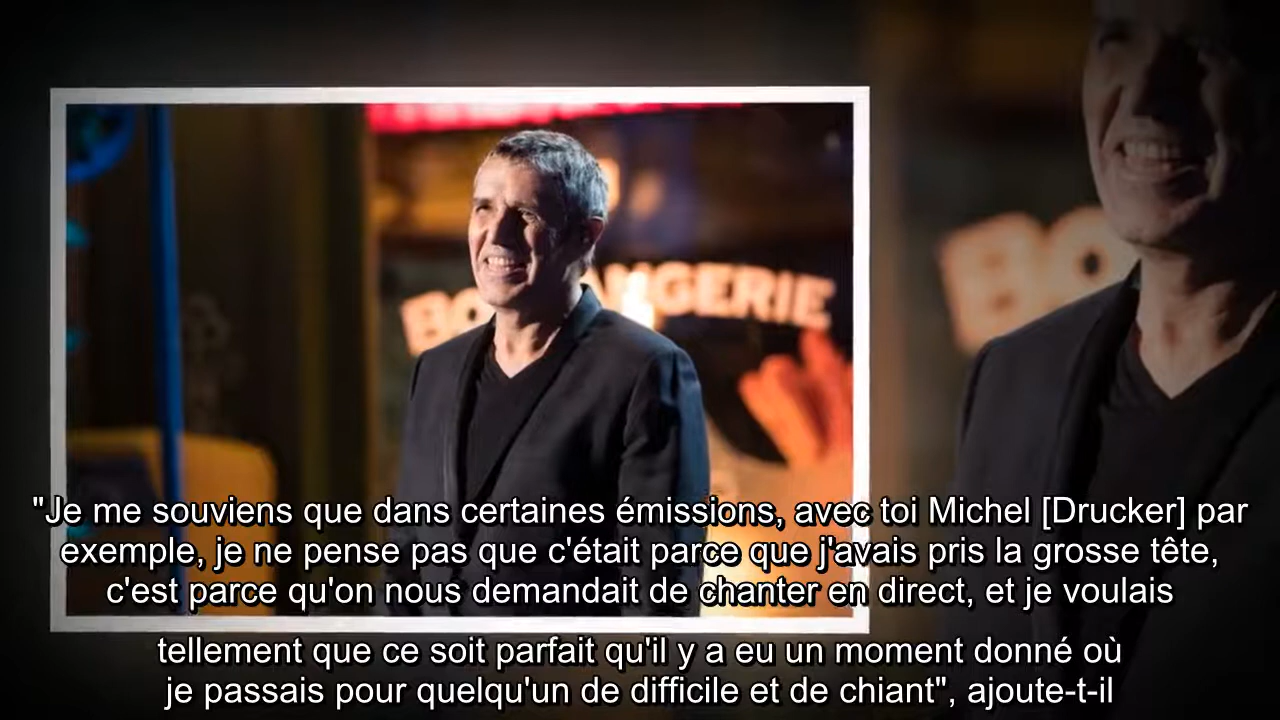 BO ANGERIE
BO
"Je me souviens que dans certaines émissions, avec toi Michel [Drucker] par
exemple, je ne pense pas que c'était parce que j'avais pris la grosse tête,
c'est parce qu'on nous demandait de chanter en direct, et je voulais
tellement que ce soit parfait qu'il y a eu un moment donné où
je passais pour quelqu'un de difficile et de chiant", ajoute-t-il